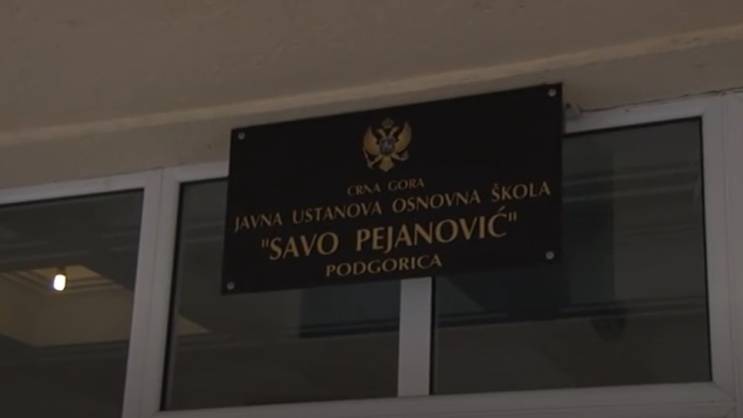 CRNA GORA
JAVNA USTANOVA OSNOVNA ŠKOLA
"SAVO PEJANOVIĆ"
PODGORICA